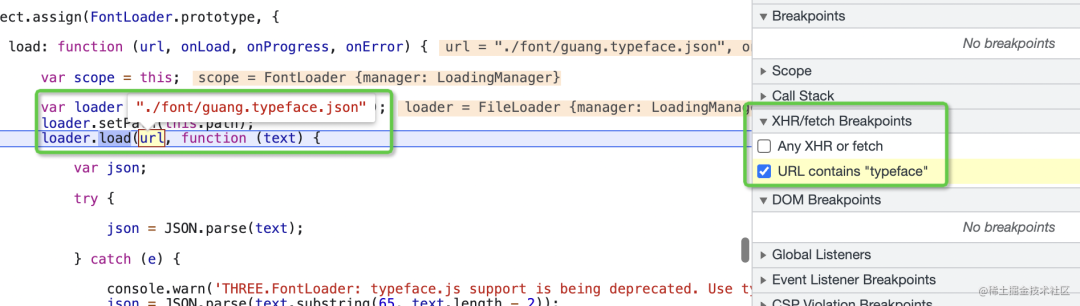 ect.assign(FontLoader.prototype, {
load: function (url, onLoad, onProgress, onError) { url = "./font/guang.typeface.json", o
var scope = this; scope = FontLoader {manager: LoadingManager}
var loader "./font/guang.typeface.json" ); loader = FileLoader {manager: LoadingManage
loader.set (this.path);
loader.load(url, function (text) {
var json;
try {
json = JSON.parse(text);
} catch (e) {
console.warn('THREE.FontLoader: typeface.js support is being deprecated. Use ty
json = JSON.parse(text.substring(65, text.length - 2));
Breakpoints
No breakpoints
Scope
Call Stack
XHR/fetch Breakpoints
Any XHR or fetch
URL contains "typeface"
DOM Breakpoints
No breakpoints
Global Listeners
Event Listener Breakpoints
CSP Violation Breakpoints
@稀土掘金技术社区